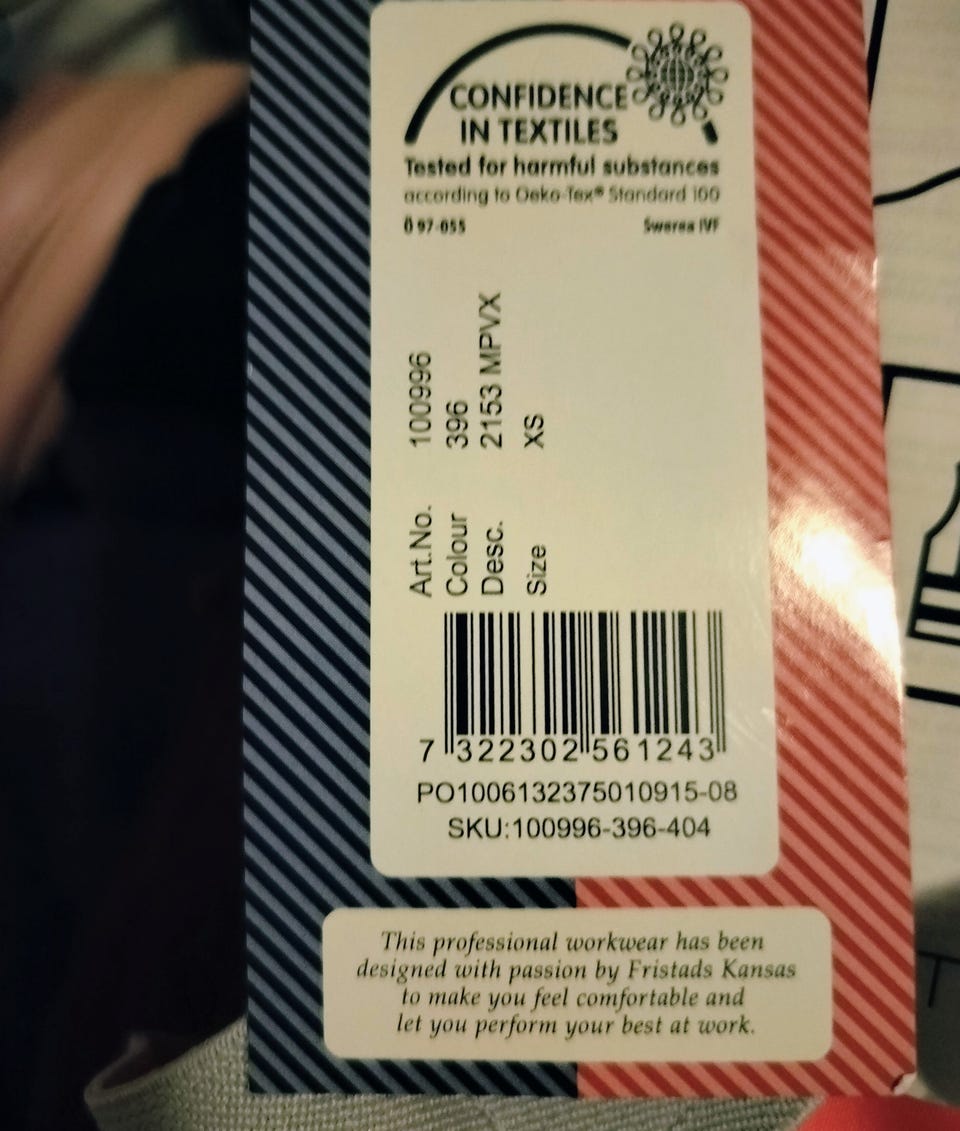 CONFIDENCE
IN TEXTILES
Tested for harmful substances
according to Oeko-Tex® Standard 100
Ö 97-055 Swerea IVF
Art.No. 100996
Colour 396
Desc. 2153 MPVX
Size XS
7 322302 561243
PO1006132375010915-08
SKU:100996-396-404
This professional workwear has been
designed with passion by Fristads Kansas
to make you feel comfortable and
let you perform your best at work.